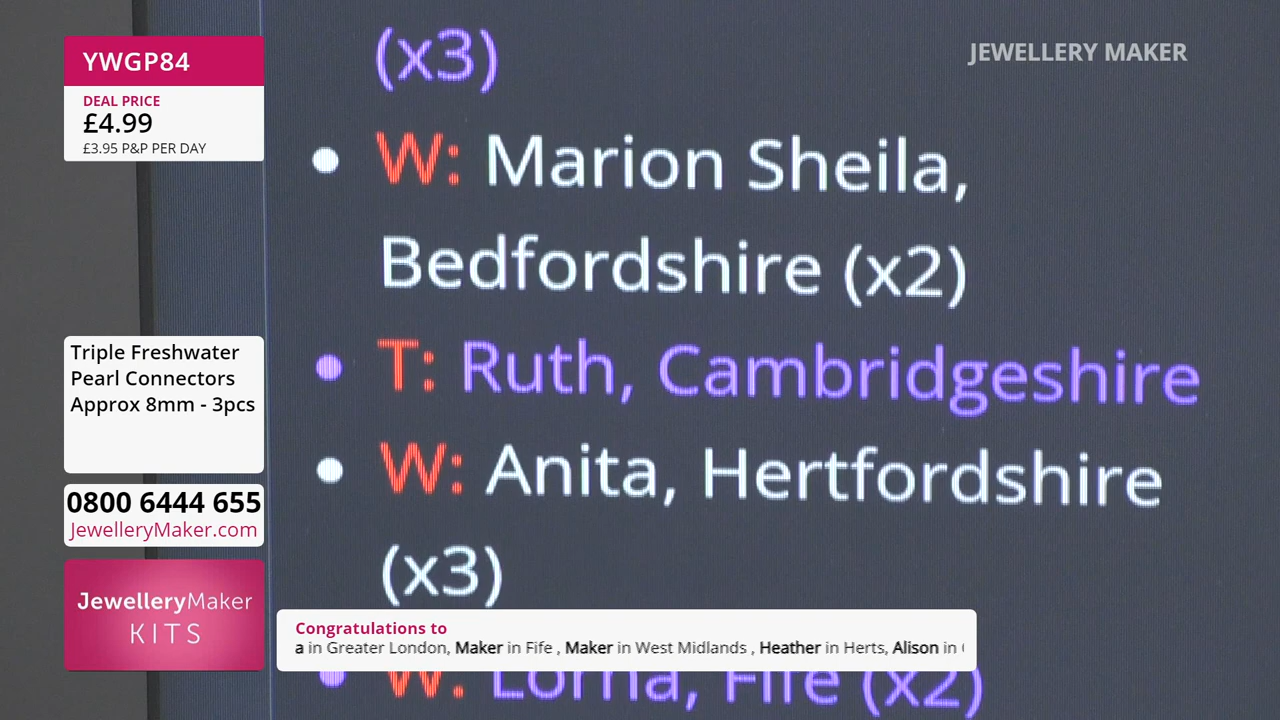 YWGP84
DEAL PRICE
£4.99
£3.95 P&P PER DAY
Triple Freshwater
Pearl Connectors
Approx 8mm - 3pcs
0800 6444 655
JewelleryMaker.com
JewelleryMaker
KITS
JEWELLERY MAKER
(x3)
• W: Marion Sheila,
Bedfordshire (x2)
• T: Ruth, Cambridgeshire
• W: Anita, Hertfordshire
(x3)
• W: Lorna, Fife (x2)
Congratulations to
a in Greater London, Maker in Fife , Maker in West Midlands , Heather in Herts, Alison in